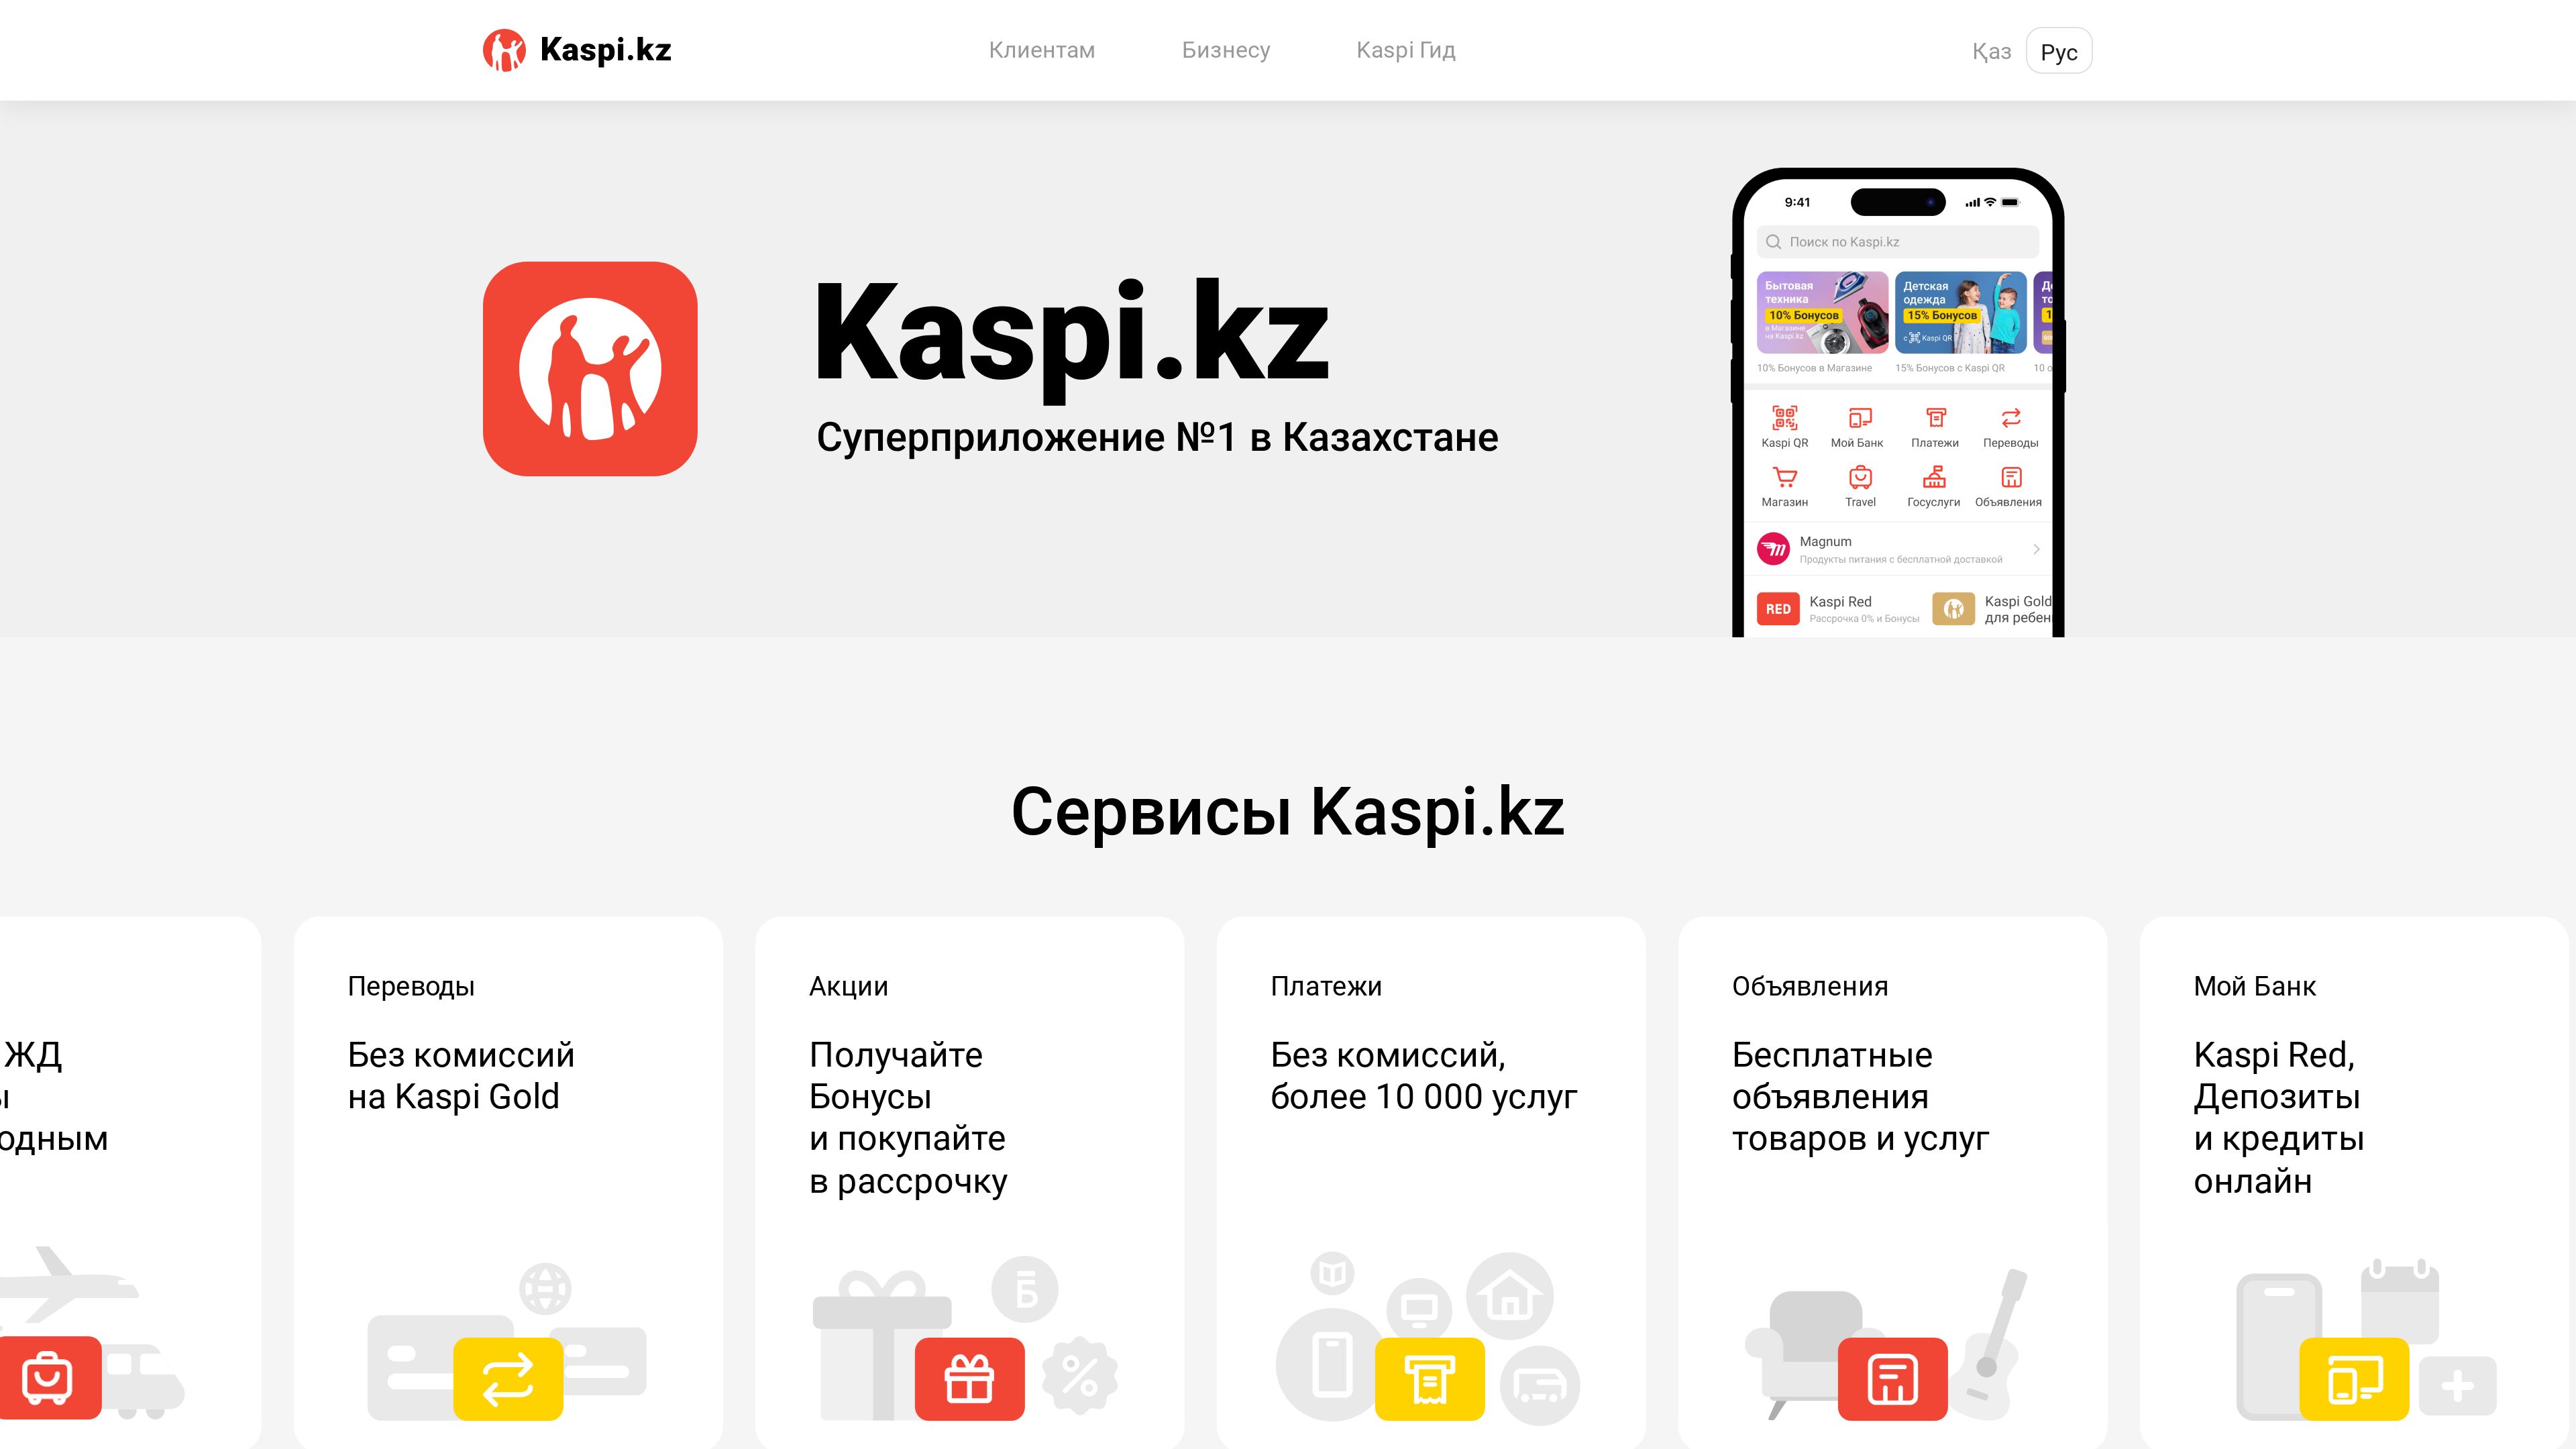 Kaspi.kz
Клиентам
Бизнесу
Kaspi Гид
Қаз
Рус
Kaspi.kz
Суперприложение №1 в Казахстане
9:41
Поиск по Kaspi.kz
Бытовая
техника
10% Бонусов
в Магазине
на Kaspi.kz
Детская
одежда
15% Бонусов
с Kaspi QR
10% Бонусов в Магазине
15% Бонусов с Kaspi QR
Kaspi QR
Мой Банк
Платежи
Переводы
Магазин
Travel
Госуслуги
Объявления
Magnum
Продукты питания с бесплатной доставкой
RED
Kaspi Red
Рассрочка 0% и Бонусы
Kaspi Gold
для ребен
Сервисы Kaspi.kz
ЖД
одным
Переводы
Без комиссий
на Kaspi Gold
Акции
Получайте
Бонусы
и покупайте
в рассрочку
Б
%
Платежи
Без комиссий,
более 10 000 услуг
Объявления
Бесплатные
объявления
товаров и услуг
Мой Банк
Kaspi Red,
Депозиты
и кредиты
онлайн